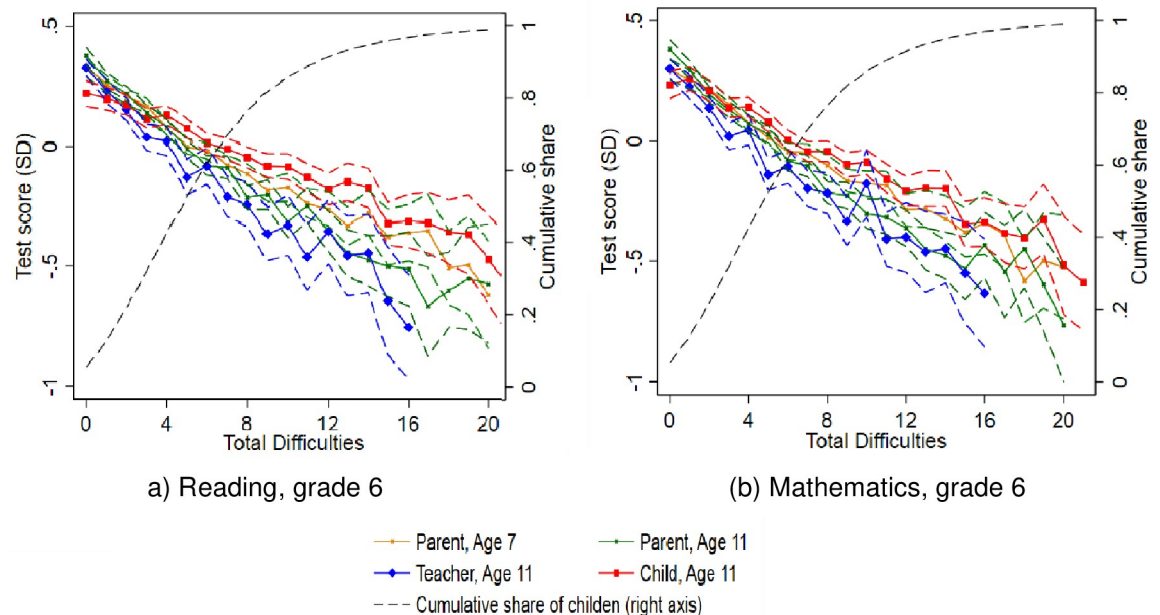 Test score (SD)
.5
0
-.5
-1
Cumulative share
1
.8
.6
.4
.2
0
0 4 8 12 16 20
Total Difficulties
a) Reading, grade 6
Test score (SD)
.5
0
-.5
-1
Cumulative share
1
.8
.6
.4
.2
0
0 4 8 12 16 20
Total Difficulties
(b) Mathematics, grade 6
Parent, Age 7 Parent, Age 11
Teacher, Age 11 Child, Age 11
Cumulative share of childen (right axis)